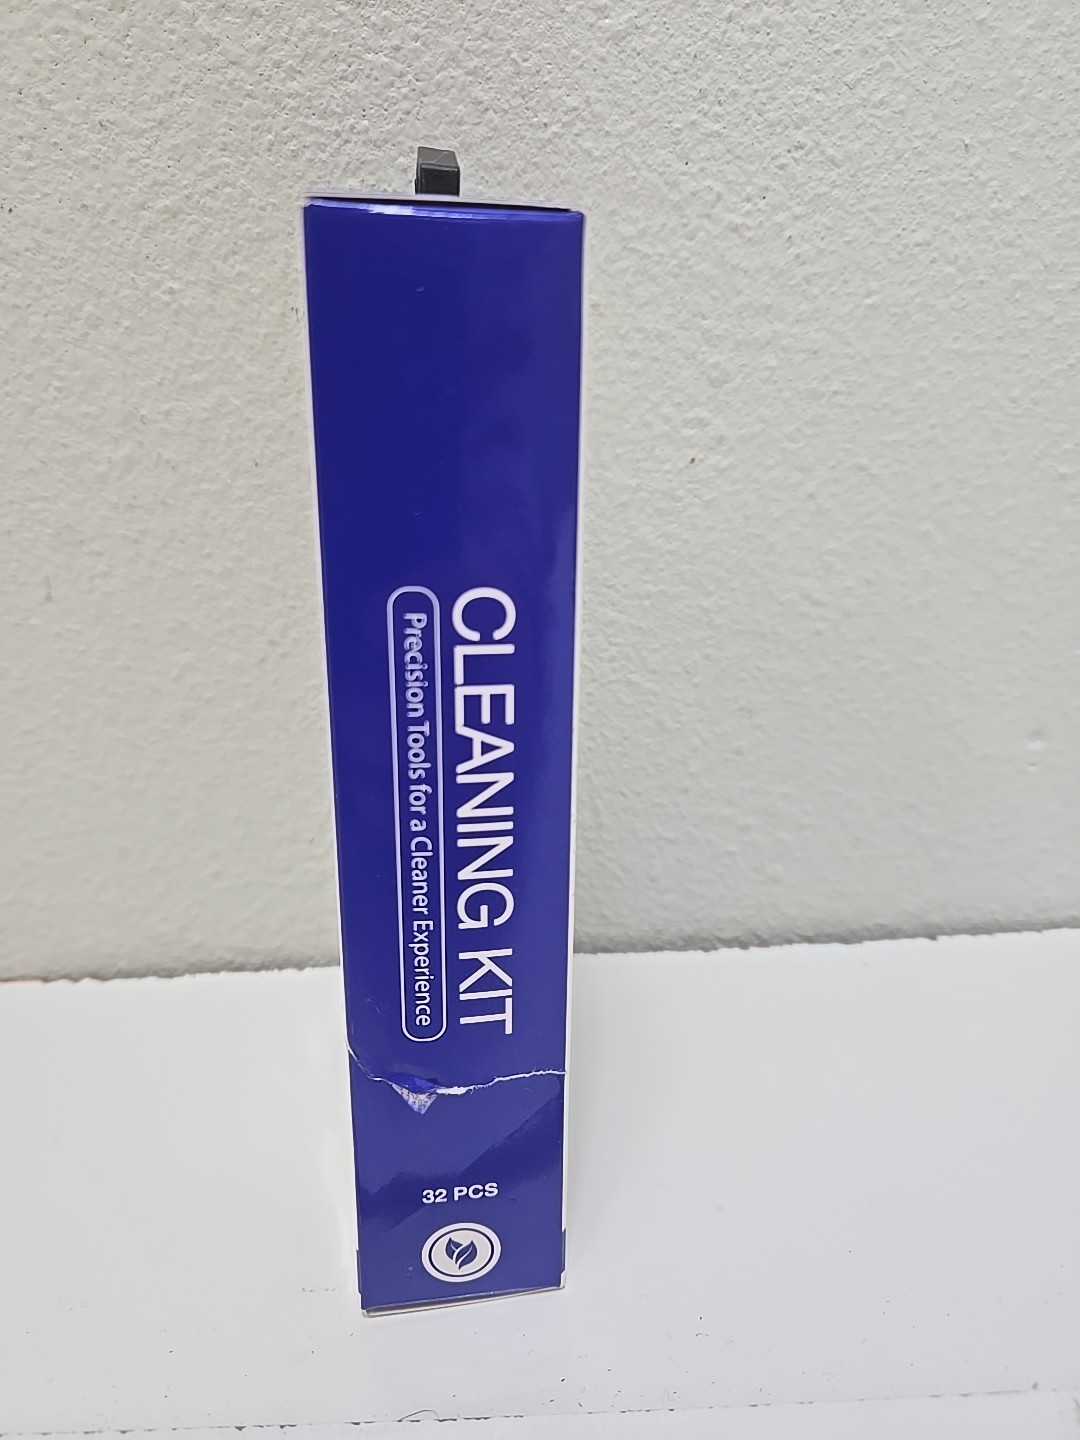 CLEANING KIT
Precision Tools for a Cleaner Experience
32 PCS